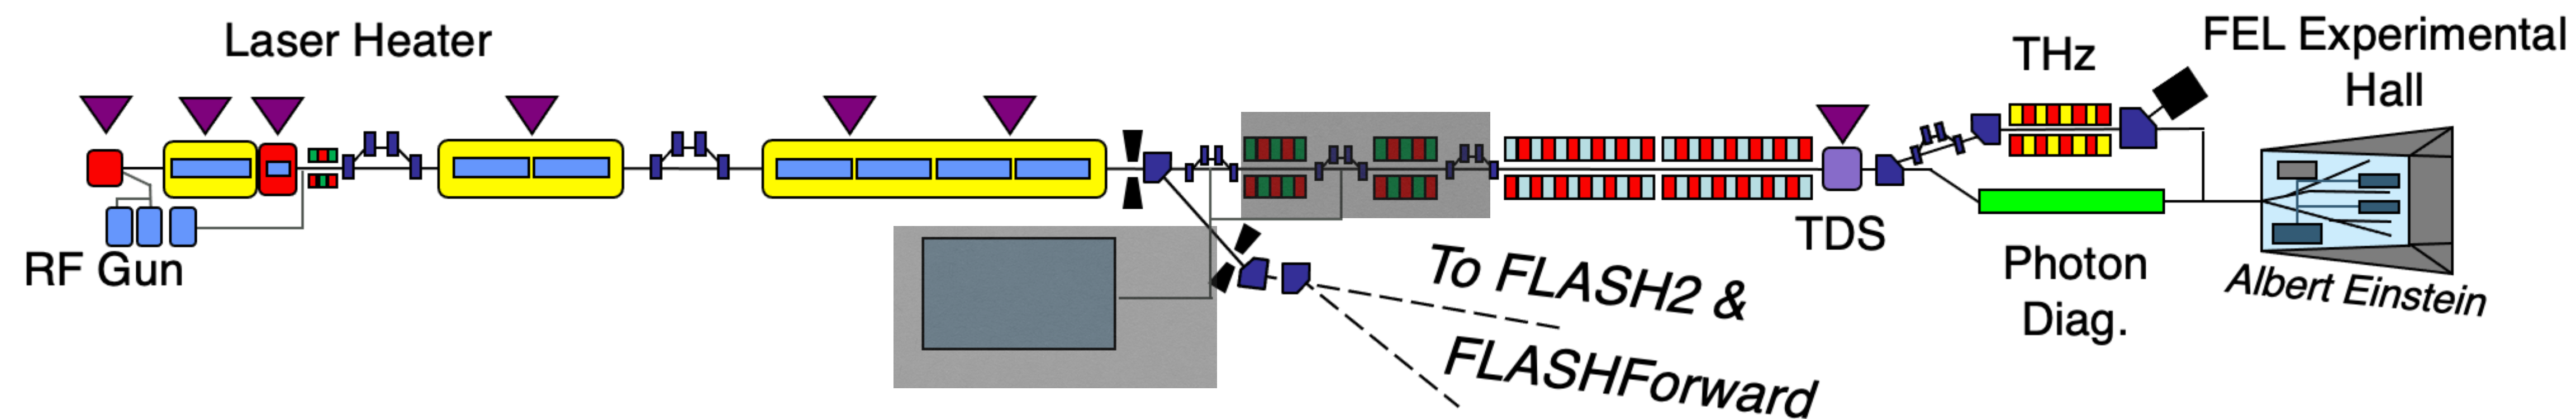 Laser Heater
RF Gun
To FLASH2 &
FLASHForward
TDS
THz
Photon
Diag.
FEL Experimental
Hall
Albert Einstein